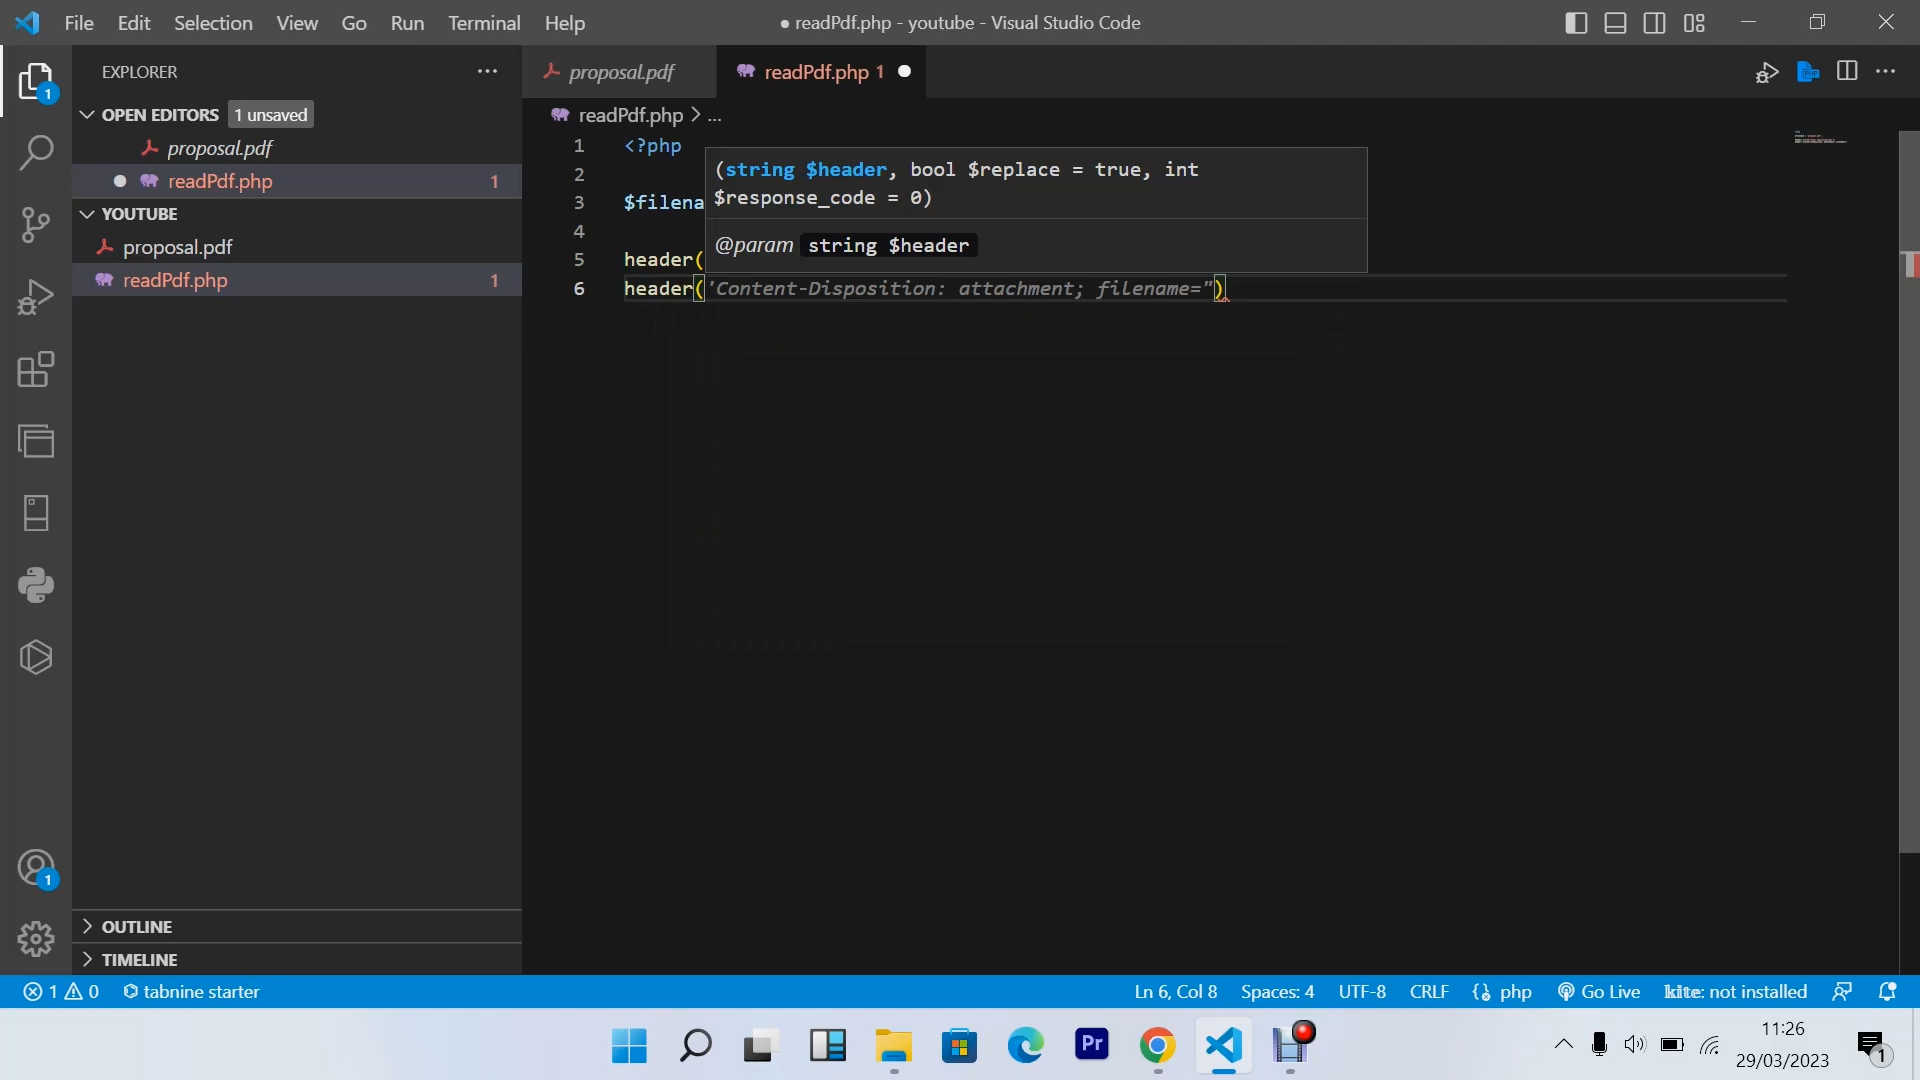 File Edit Selection View Go Run Terminal Help
● readPdf.php - youtube - Visual Studio Code
EXPLORER
OPEN EDITORS 1 unsaved
proposal.pdf
readPdf.php 1
YOUTUBE
proposal.pdf
readPdf.php 1
OUTLINE
TIMELINE
proposal.pdf
readPdf.php 1
readPdf.php > ...
1 <?php
2
3 $filena
4
5 header(
6 header('Content-Disposition: attachment; filename=")
(string $header, bool $replace = true, int
$response_code = 0)
@param string $header
1
1
1 0 tabnine starter
Ln 6, Col 8 Spaces: 4 UTF-8 CRLF php Go Live kite: not installed
Pr
11:26
29/03/2023
1